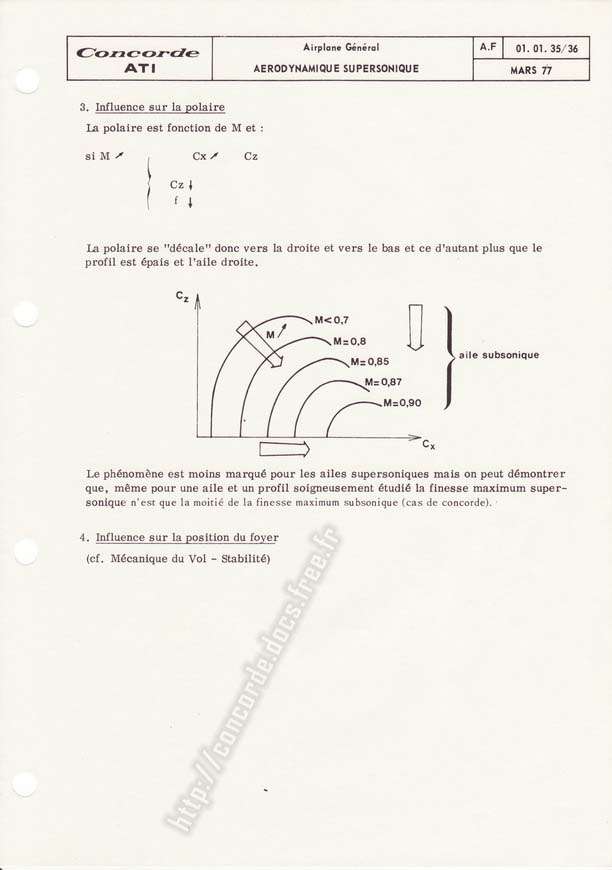 Concorde
ATI
Airplane Général
AERODYNAMIQUE SUPERSONIQUE
A.F
01. 01. 35/36
MARS 77
3. Influence sur la polaire
La polaire est fonction de M et :
si M ↗ Cx ↗ Cz
Cz ↓
f ↓
La polaire se "décale" donc vers la droite et vers le bas et ce d'autant plus que le
profil est épais et l'aile droite.
Cz
M<0,7
M ↗
M=0,8
M=0,85
M=0,87
M=0,90
aile subsonique
Cx
Le phénomène est moins marqué pour les ailes supersoniques mais on peut démontrer
que, même pour une aile et un profil soigneusement étudié la finesse maximum super-
sonique n'est que la moitié de la finesse maximum subsonique (cas de concorde).
4. Influence sur la position du foyer
(cf. Mécanique du Vol - Stabilité)
http://concorde.docs.free.fr